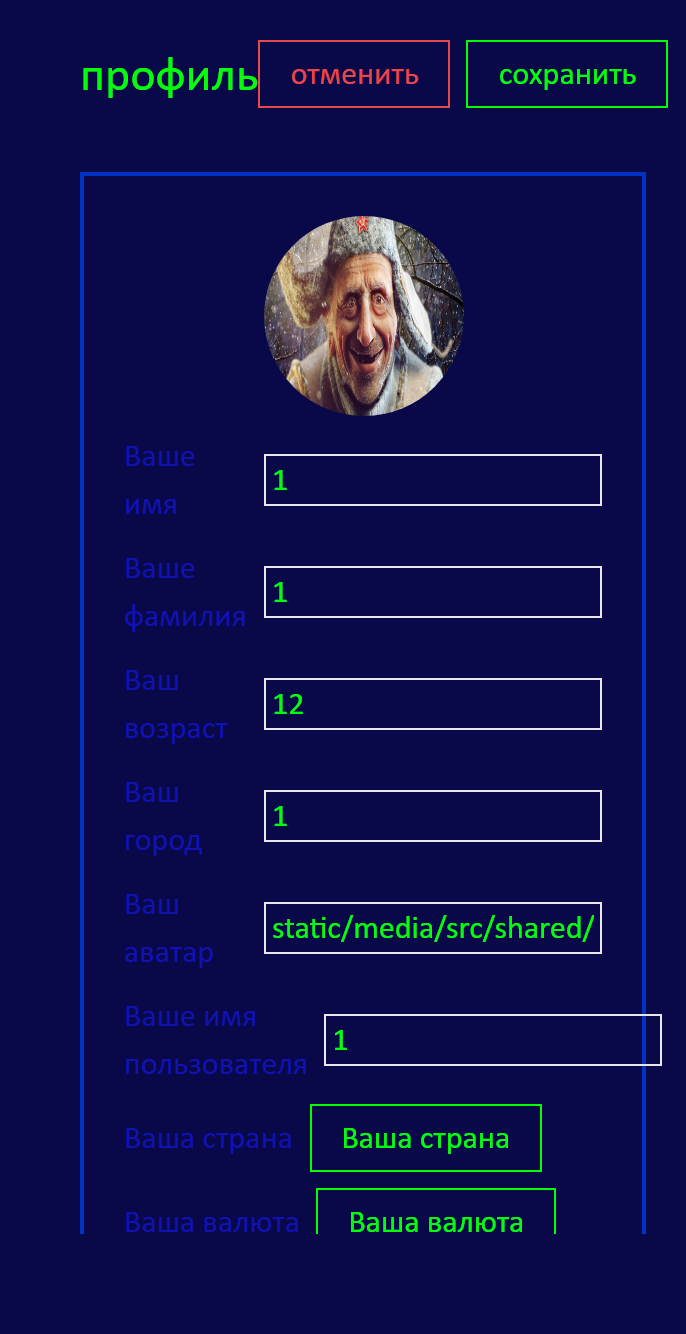 профиль отменить сохранить
Ваше
имя
1
Ваше
фамилия
1
Ваш
возраст
12
Ваш
город
1
Ваш
аватар
static/media/src/shared/
Ваше имя
пользователя
1
Ваша страна Ваша страна
Ваша валюта Ваша валюта